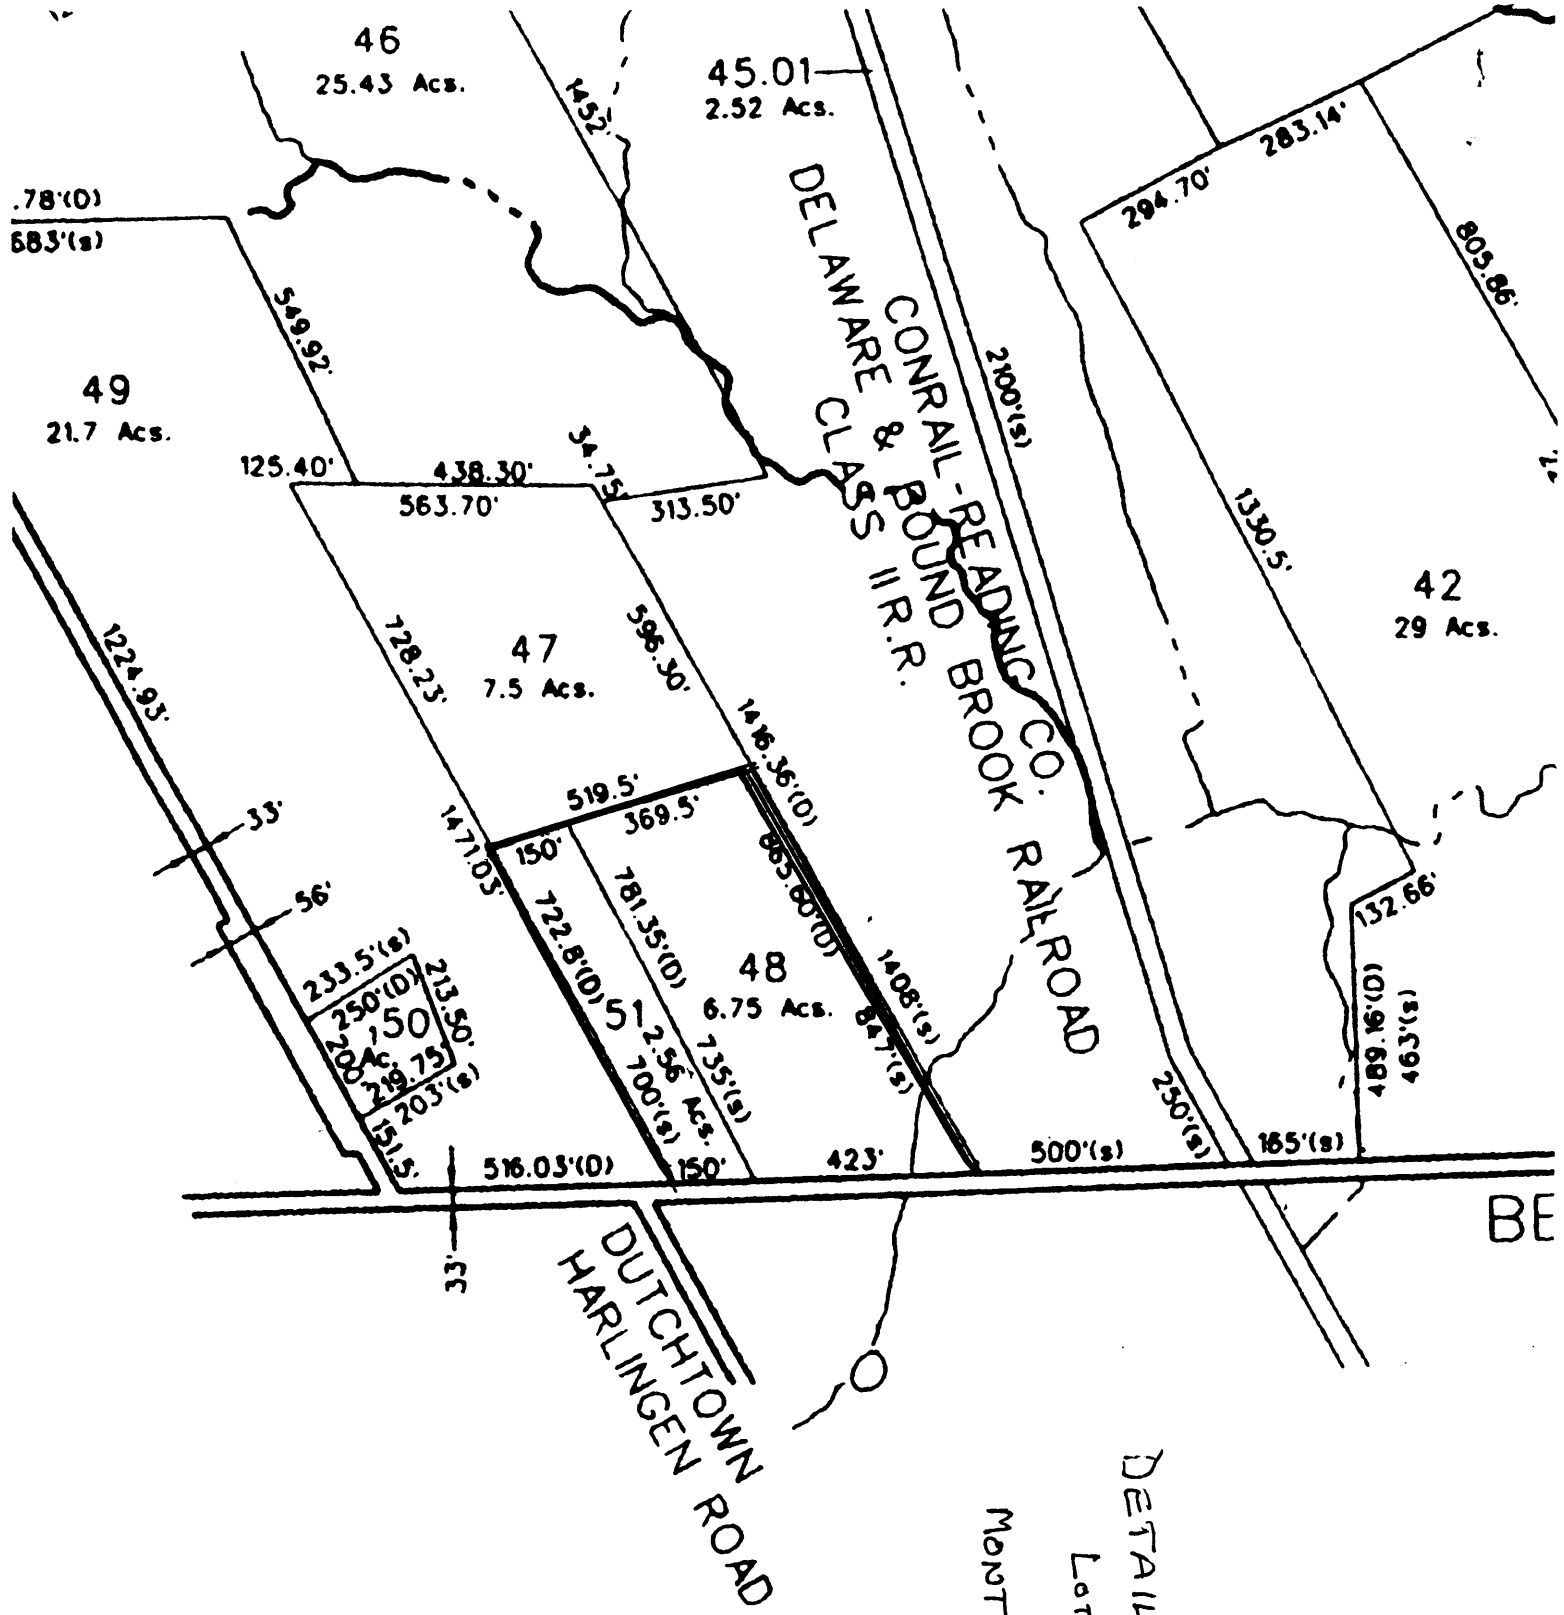 46
25.43 Acs.
1452'
45.01
2.52 Acs.
283.14'
294.70'
805.86'
.78'(D)
683'(s)
549.92'
49
21.7 Acs.
125.40'
438.30'
563.70'
34.75'
313.50'
CONRAIL-READING CO.
DELAWARE & BOUND BROOK RAILROAD
CLASS II R.R.
2100'(s)
1330.5'
42
29 Acs.
1224.93'
728.23'
47
7.5 Acs.
596.30'
1416.36'(D)
519.5'
369.5'
150'
1471.03'
33'
56'
722.8'(D)
781.35'(D)
865.60'(D)
48
6.75 Acs.
1408'(s)
847'(s)
51
2.56 Acs.
700'(s)
735'(s)
233.5'(s)
250'(D)
213.50'
50
Ac.
200'
219.75'
203'(s)
151.5'
132.66'
489.16'(D)
463'(s)
516.03'(D)
150'
423'
500'(s)
250'(s)
165'(s)
BE
33'
DUTCHTOWN
HARLINGEN ROAD
DETAIL
Lot
MONT